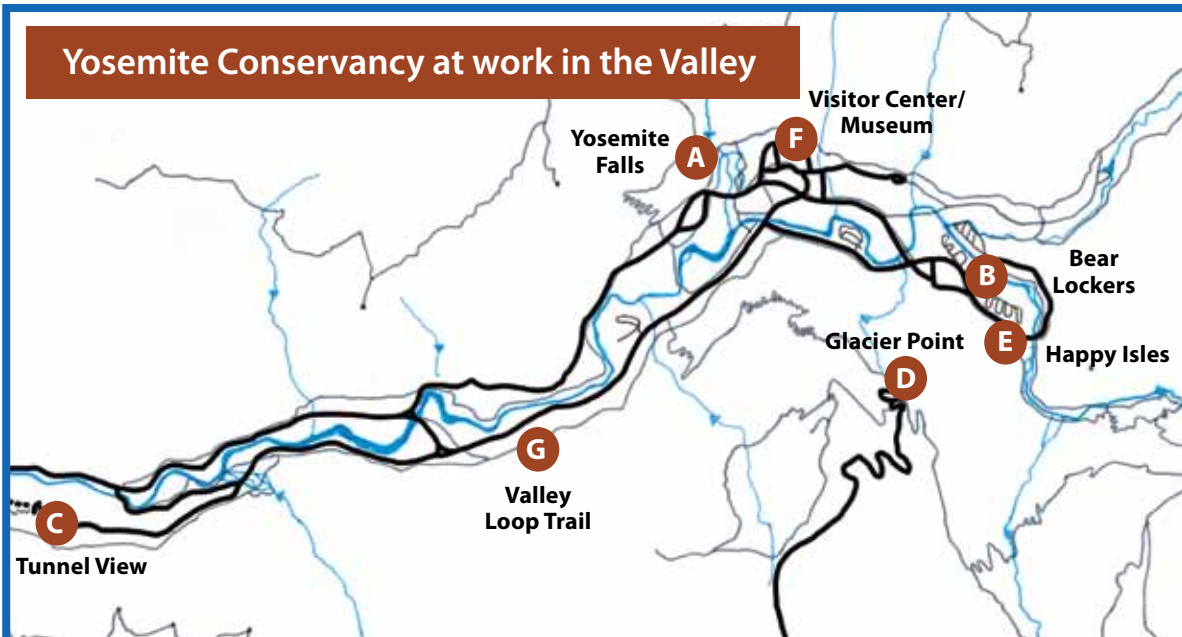 Yosemite Conservancy at work in the Valley
Visitor Center/
Museum
F
Yosemite
Falls
A
Bear
Lockers
B
Glacier Point
D
E
Happy Isles
G
Valley
Loop Trail
C
Tunnel View